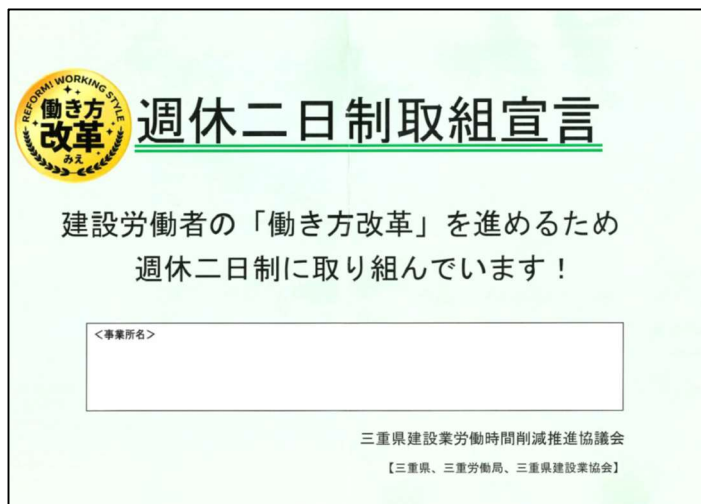 REFORM! WORKING STYLE
働き方
改革
みえ
週休二日制取組宣言
建設労働者の「働き方改革」を進めるため
週休二日制に取り組んでいます！
＜事業所名＞
三重県建設業労働時間削減推進協議会
【三重県、三重労働局、三重県建設業協会】